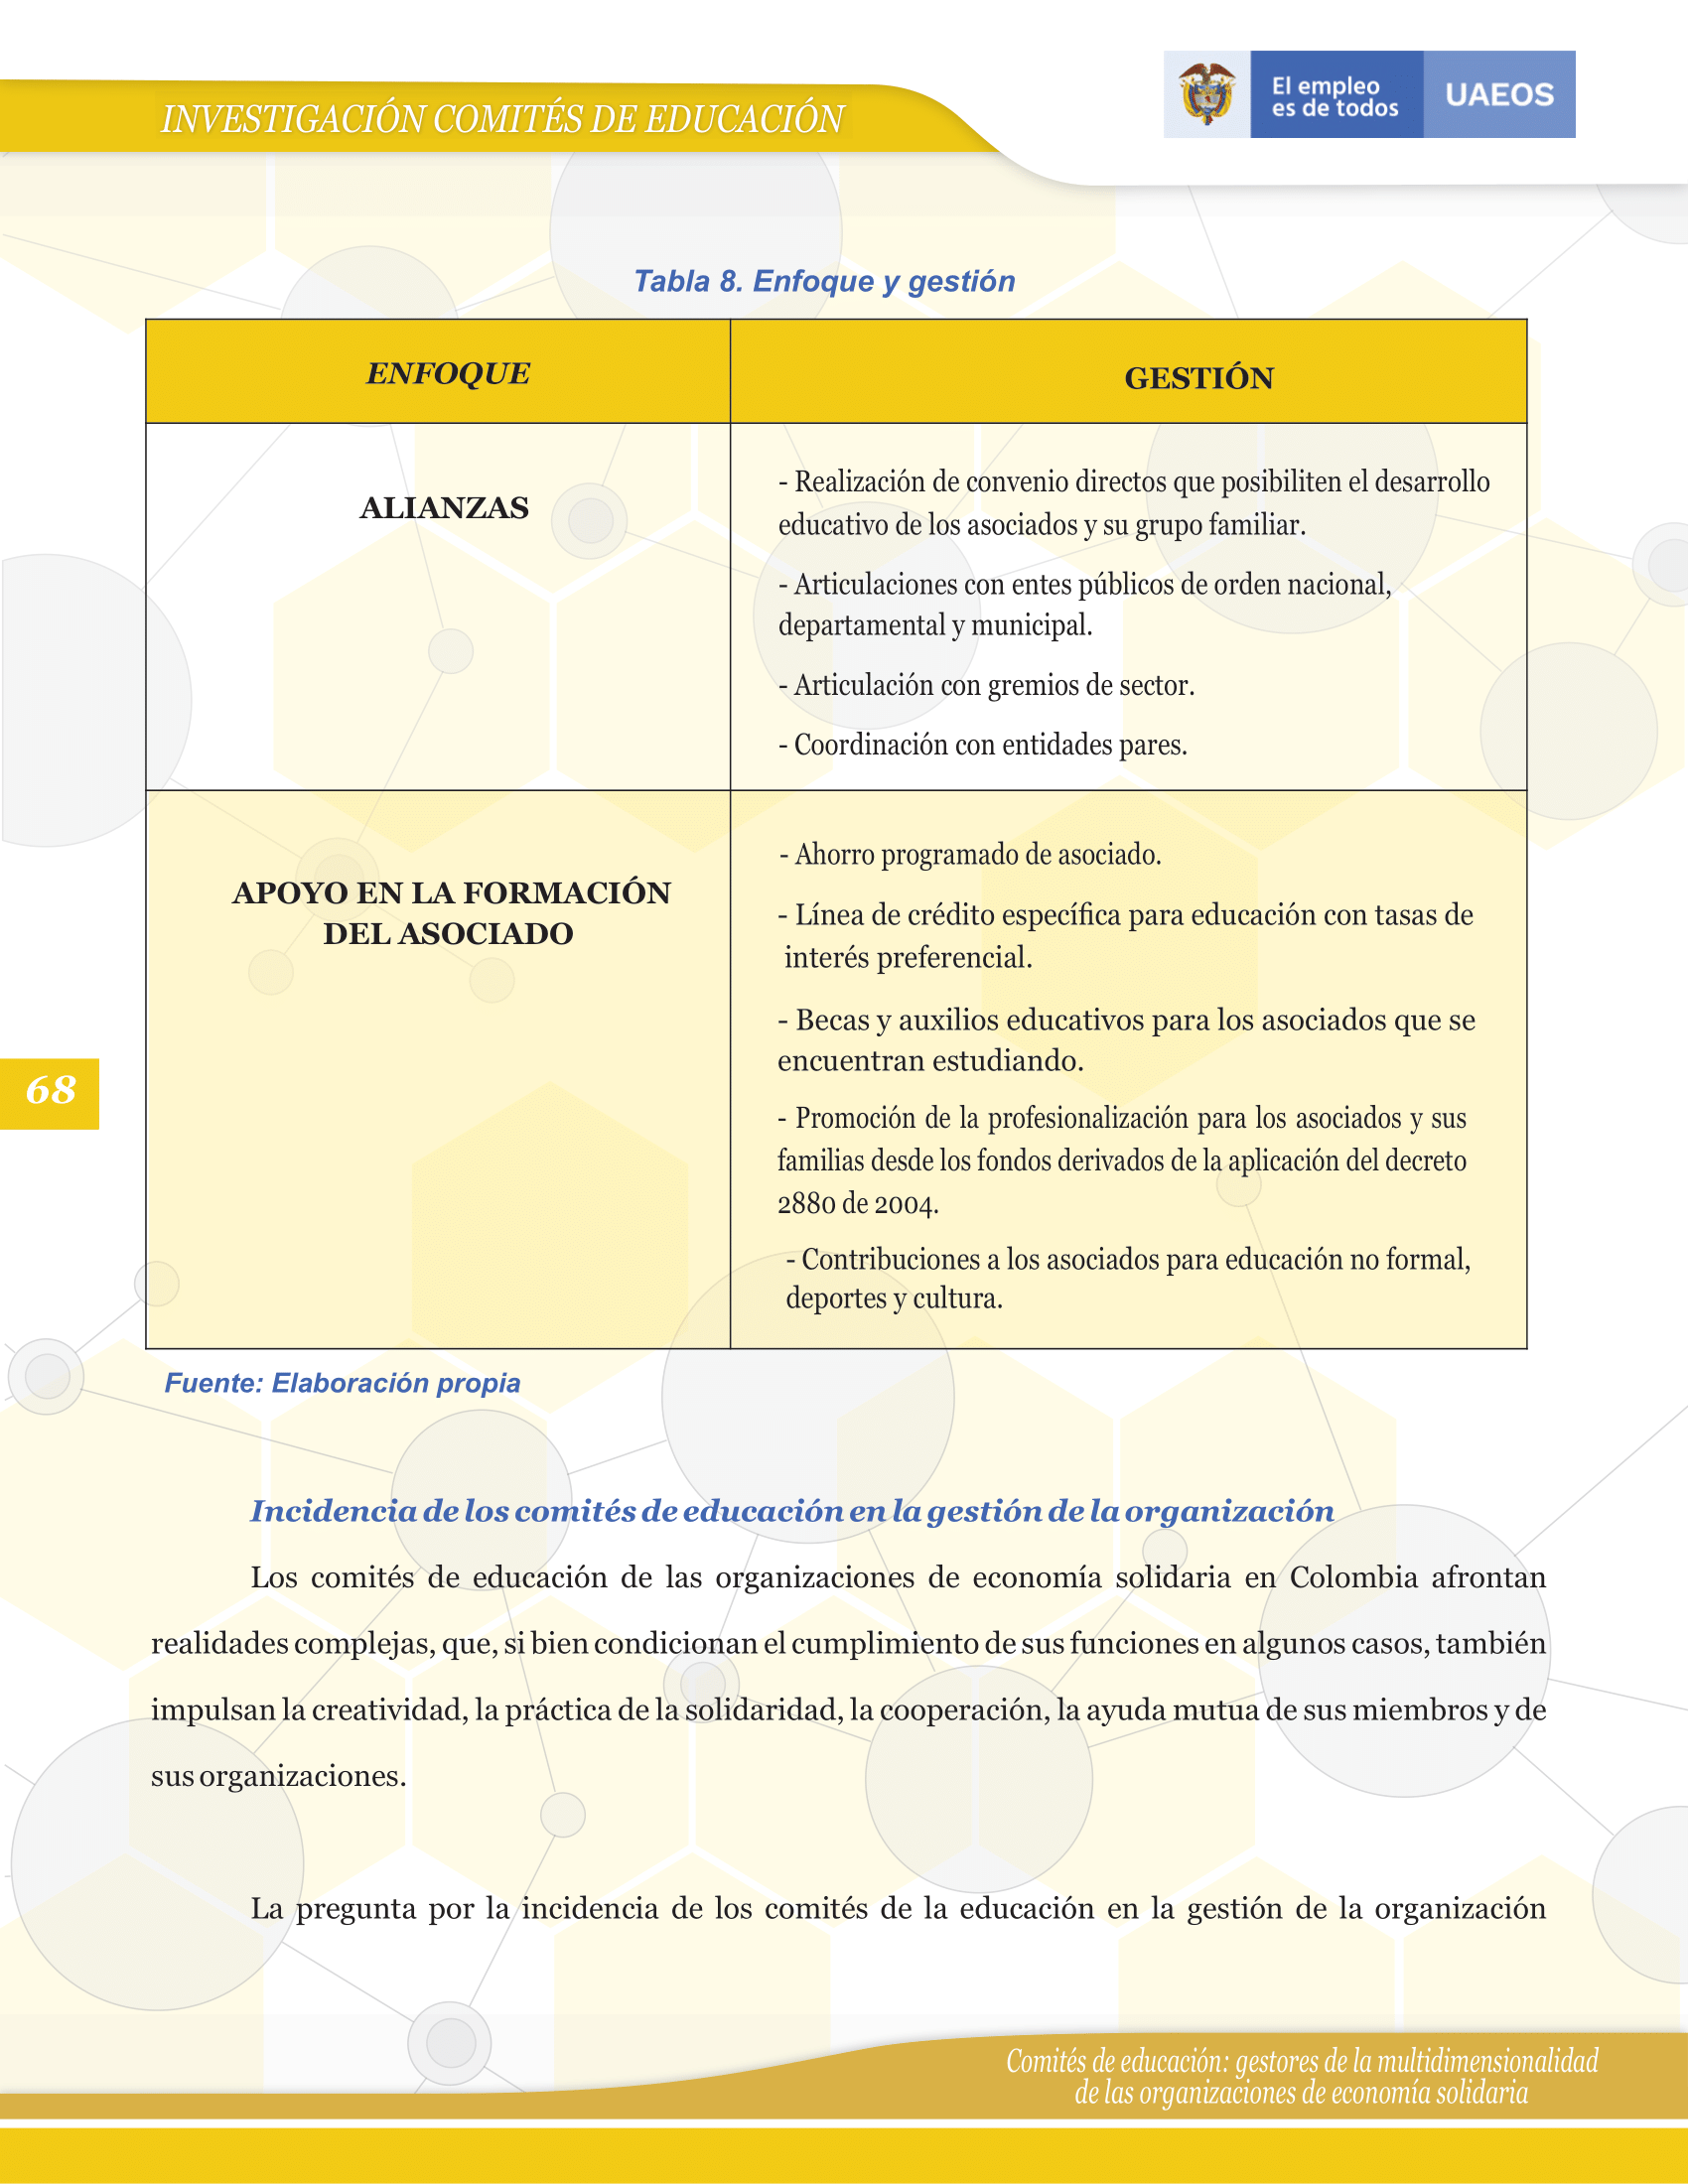 INVESTIGACIÓN COMITÉS DE EDUCACIÓN
El empleo
es de todos
UAEOS
Tabla 8. Enfoque y gestión
ENFOQUE
GESTIÓN
ALIANZAS
- Realización de convenio directos que posibiliten el desarrollo
educativo de los asociados y su grupo familiar.
- Articulaciones con entes públicos de orden nacional,
departamental y municipal.
- Articulación con gremios de sector.
- Coordinación con entidades pares.
APOYO EN LA FORMACIÓN
DEL ASOCIADO
- Ahorro programado de asociado.
- Línea de crédito específica para educación con tasas de
interés preferencial.
- Becas y auxilios educativos para los asociados que se
encuentran estudiando.
- Promoción de la profesionalización para los asociados y sus
familias desde los fondos derivados de la aplicación del decreto
2880 de 2004.
- Contribuciones a los asociados para educación no formal,
deportes y cultura.
68
Fuente: Elaboración propia
Incidencia de los comités de educación en la gestión de la organización
Los comités de educación de las organizaciones de economía solidaria en Colombia afrontan
realidades complejas, que, si bien condicionan el cumplimiento de sus funciones en algunos casos, también
impulsan la creatividad, la práctica de la solidaridad, la cooperación, la ayuda mutua de sus miembros y de
sus organizaciones.
La pregunta por la incidencia de los comités de la educación en la gestión de la organización
Comités de educación: gestores de la multidimensionalidad
de las organizaciones de economía solidaria